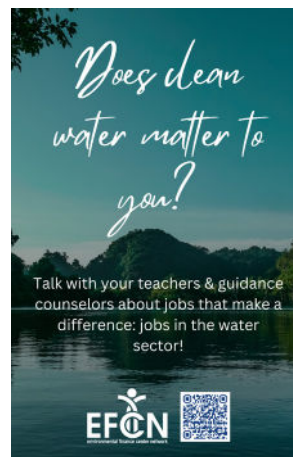 Does clean
water matter to
you?
Talk with your teachers & guidance
counselors about jobs that make a
difference: jobs in the water
sector!
EFCN
environmental finance center network